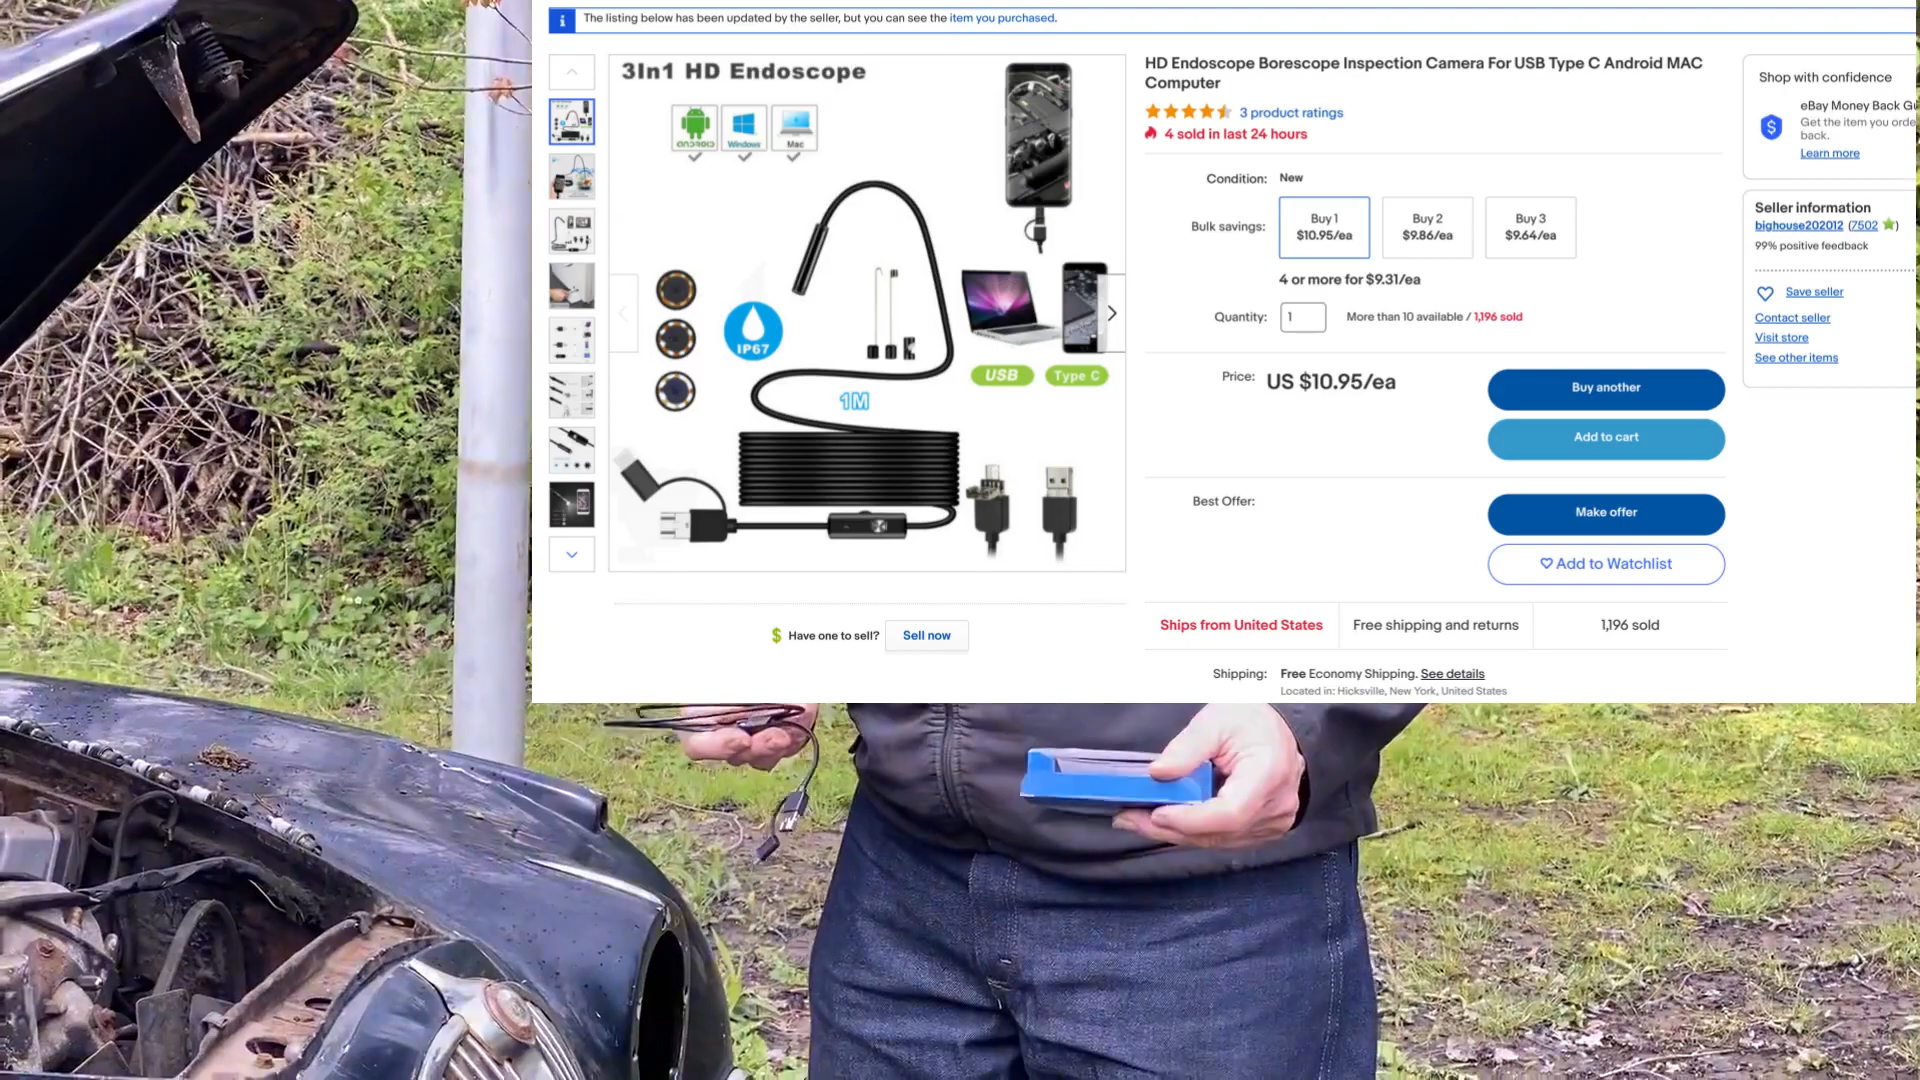 The listing below has been updated by the seller, but you can see the item you purchased.
3In1 HD Endoscope
ANDROID
Windows
Mac
IP67
1M
USB
Type C
Have one to sell?
Sell now
HD Endoscope Borescope Inspection Camera For USB Type C Android MAC
Computer
3 product ratings
4 sold in last 24 hours
Condition: New
Bulk savings:
Buy 1
$10.95/ea
Buy 2
$9.86/ea
Buy 3
$9.64/ea
4 or more for $9.31/ea
Quantity: 1 More than 10 available / 1,196 sold
Price: US $10.95/ea
Buy another
Add to cart
Best Offer:
Make offer
Add to Watchlist
Ships from United States
Free shipping and returns
1,196 sold
Shipping: Free Economy Shipping. See details
Located in: Hicksville, New York, United States
Shop with confidence
eBay Money Back Gu
Get the item you orde
back.
Learn more
Seller information
bighouse202012 (7502)
99% positive feedback
Save seller
Contact seller
Visit store
See other items